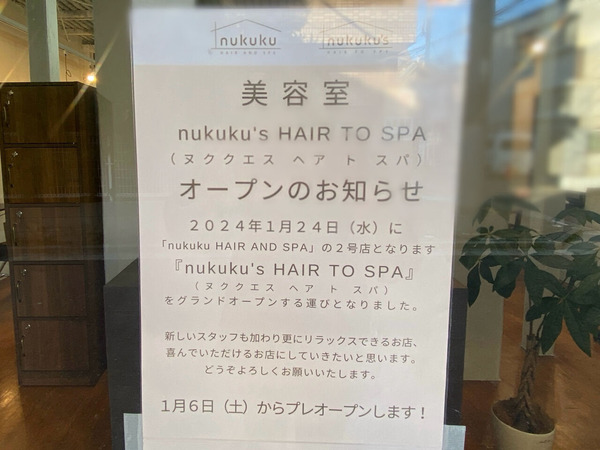 nukuku
HAIR AND SPA
nukuku's
HAIR TO SPA
美容室
nukuku's HAIR TO SPA
（ヌククエス ヘア ト スパ）
オープンのお知らせ
２０２４年１月２４日（水）に
「nukuku HAIR AND SPA」の２号店となります
『nukuku's HAIR TO SPA』
（ヌククエス ヘア ト スパ）
をグランドオープンする運びとなりました。
新しいスタッフも加わり更にリラックスできるお店、
喜んでいただけるお店にしていきたいと思います。
どうぞよろしくお願いいたします。
１月６日（土）からプレオープンします！